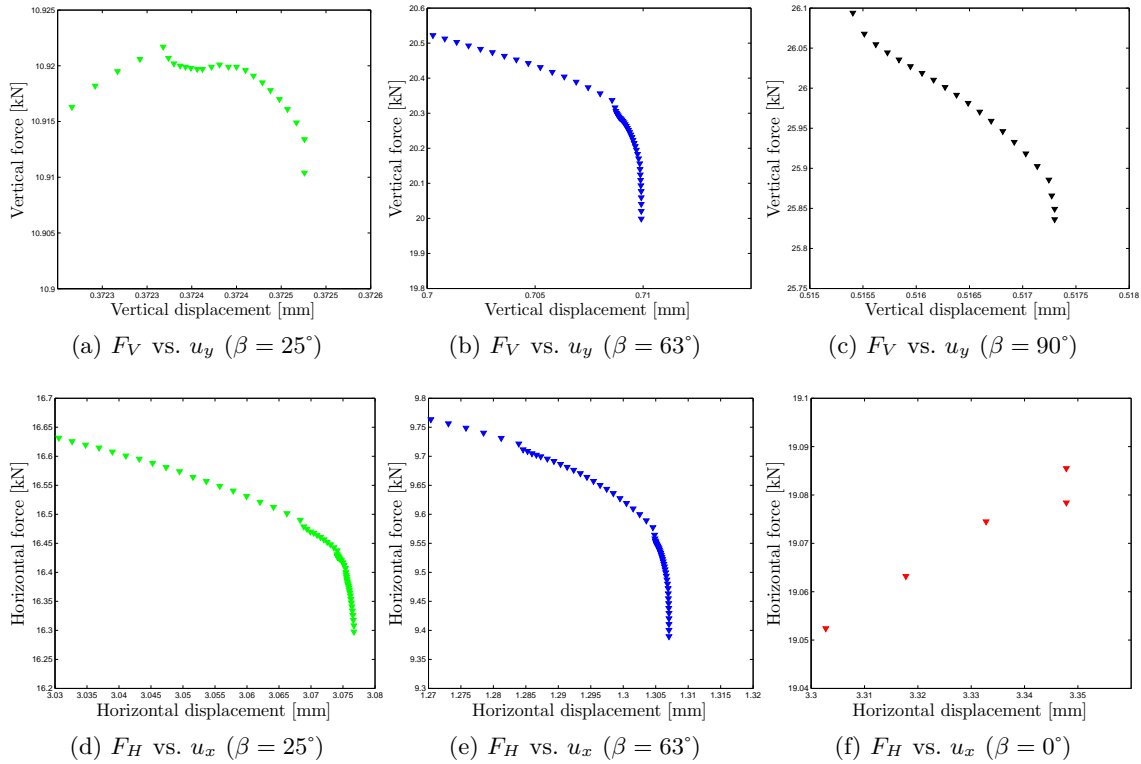 10.925
10.92
10.915
10.91
10.905
10.9
Vertical force [kN]
0.3723 0.3723 0.3724 0.3724 0.3725 0.3725 0.3726
Vertical displacement [mm]
(a) F_V vs. u_y (β = 25°)
20.6
20.5
20.4
20.3
20.2
20.1
20
19.9
19.8
Vertical force [kN]
0.7 0.705 0.71
Vertical displacement [mm]
(b) F_V vs. u_y (β = 63°)
26.1
26.05
26
25.95
25.9
25.85
25.8
25.75
Vertical force [kN]
0.515 0.5155 0.516 0.5165 0.517 0.5175 0.518
Vertical displacement [mm]
(c) F_V vs. u_y (β = 90°)
16.7
16.65
16.6
16.55
16.5
16.45
16.4
16.35
16.3
16.25
16.2
Horizontal force [kN]
3.03 3.035 3.04 3.045 3.05 3.055 3.06 3.065 3.07 3.075 3.08
Horizontal displacement [mm]
(d) F_H vs. u_x (β = 25°)
9.8
9.7
9.6
9.5
9.4
9.3
Horizontal force [kN]
1.27 1.275 1.28 1.285 1.29 1.295 1.3 1.305 1.31 1.315 1.32
Horizontal displacement [mm]
(e) F_H vs. u_x (β = 63°)
19.1
19.09
19.08
19.07
19.06
19.05
19.04
Horizontal force [kN]
3.3 3.31 3.32 3.33 3.34 3.35
Horizontal displacement [mm]
(f) F_H vs. u_x (β = 0°)